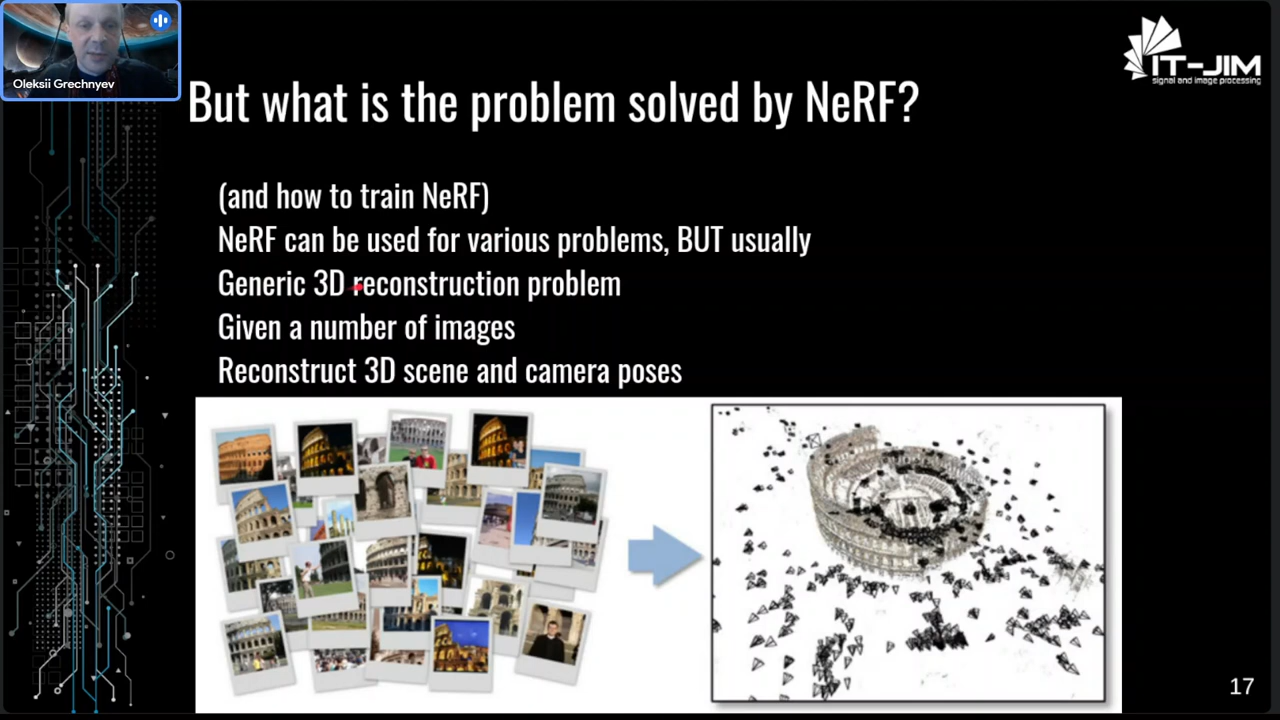 Oleksii Grechnyev
IT-JIM
signal and image processing
But what is the problem solved by NeRF?
(and how to train NeRF)
NeRF can be used for various problems, BUT usually
Generic 3D reconstruction problem
Given a number of images
Reconstruct 3D scene and camera poses
17